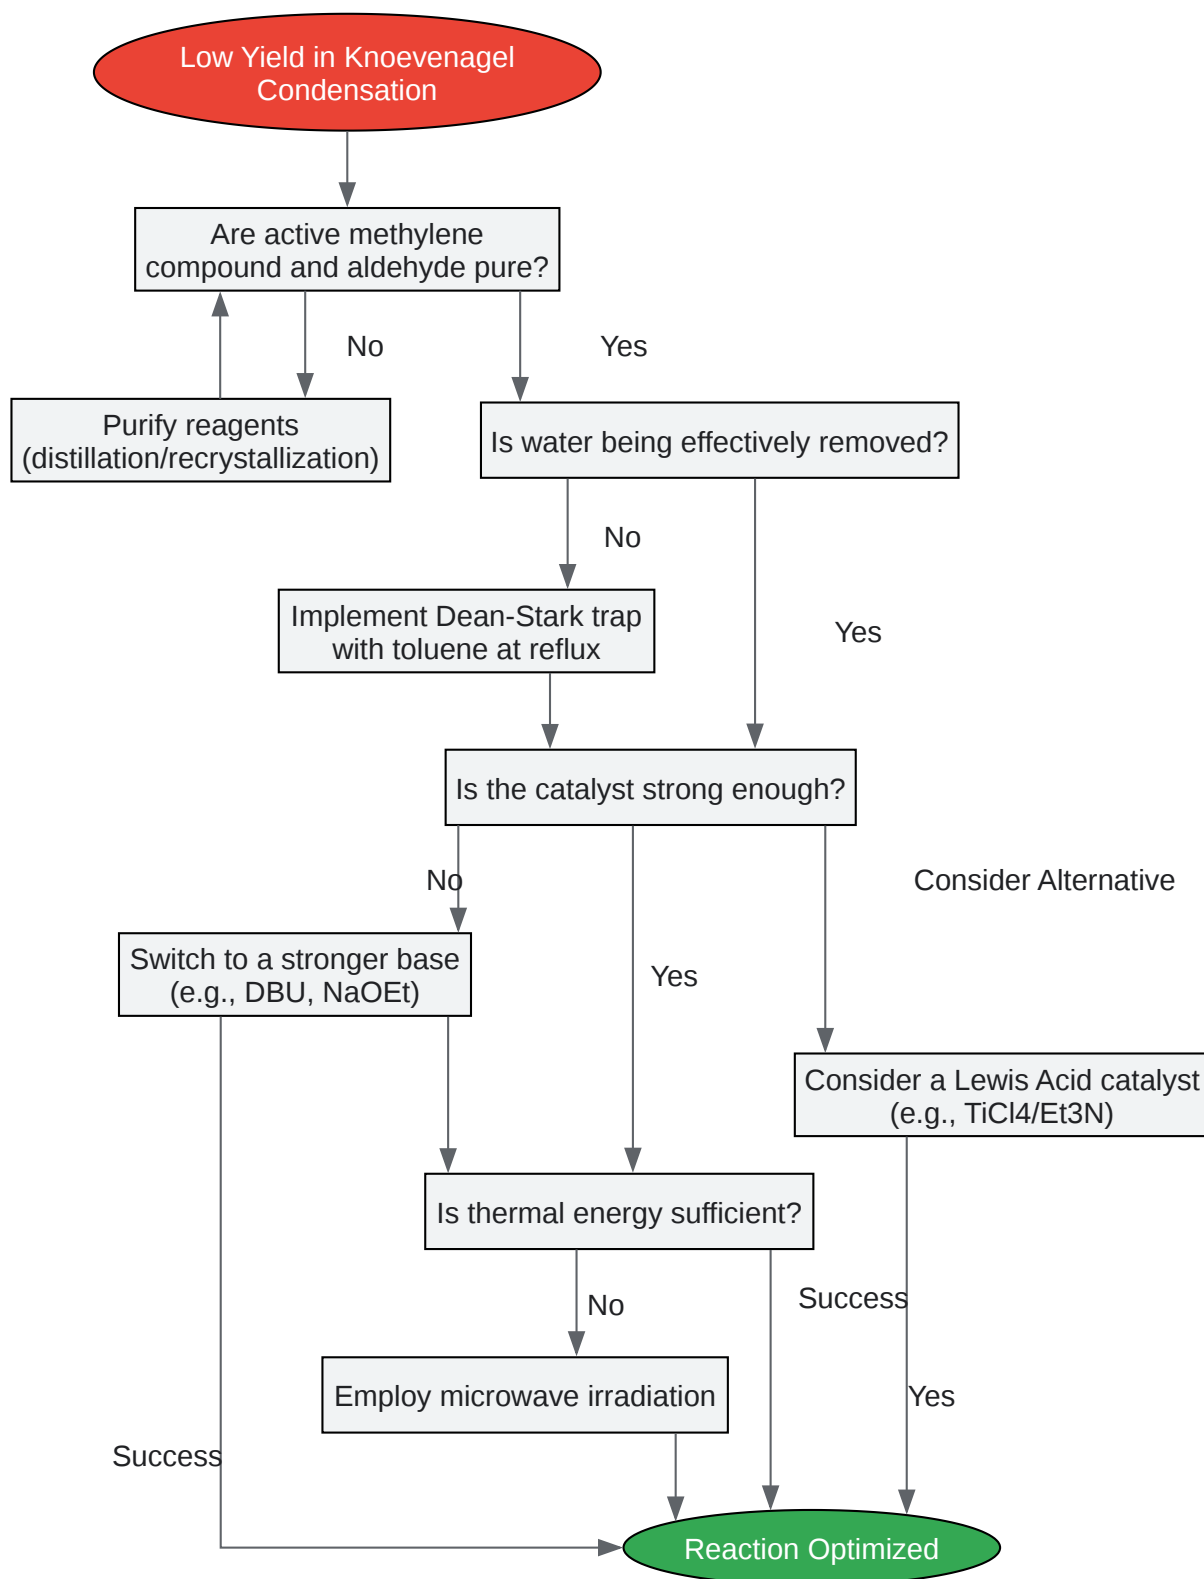 Low Yield in Knoevenagel
Condensation
Are active methylene
compound and aldehyde pure?
No
Yes
Purify reagents
(distillation/recrystallization)
Is water being effectively removed?
No
Implement Dean-Stark trap
with toluene at reflux
Yes
Is the catalyst strong enough?
No
Consider Alternative
Switch to a stronger base
(e.g., DBU, NaOEt)
Yes
Consider a Lewis Acid catalyst
(e.g., TiCl4/Et3N)
Is thermal energy sufficient?
No
Success
Employ microwave irradiation
Yes
Success
Reaction Optimized